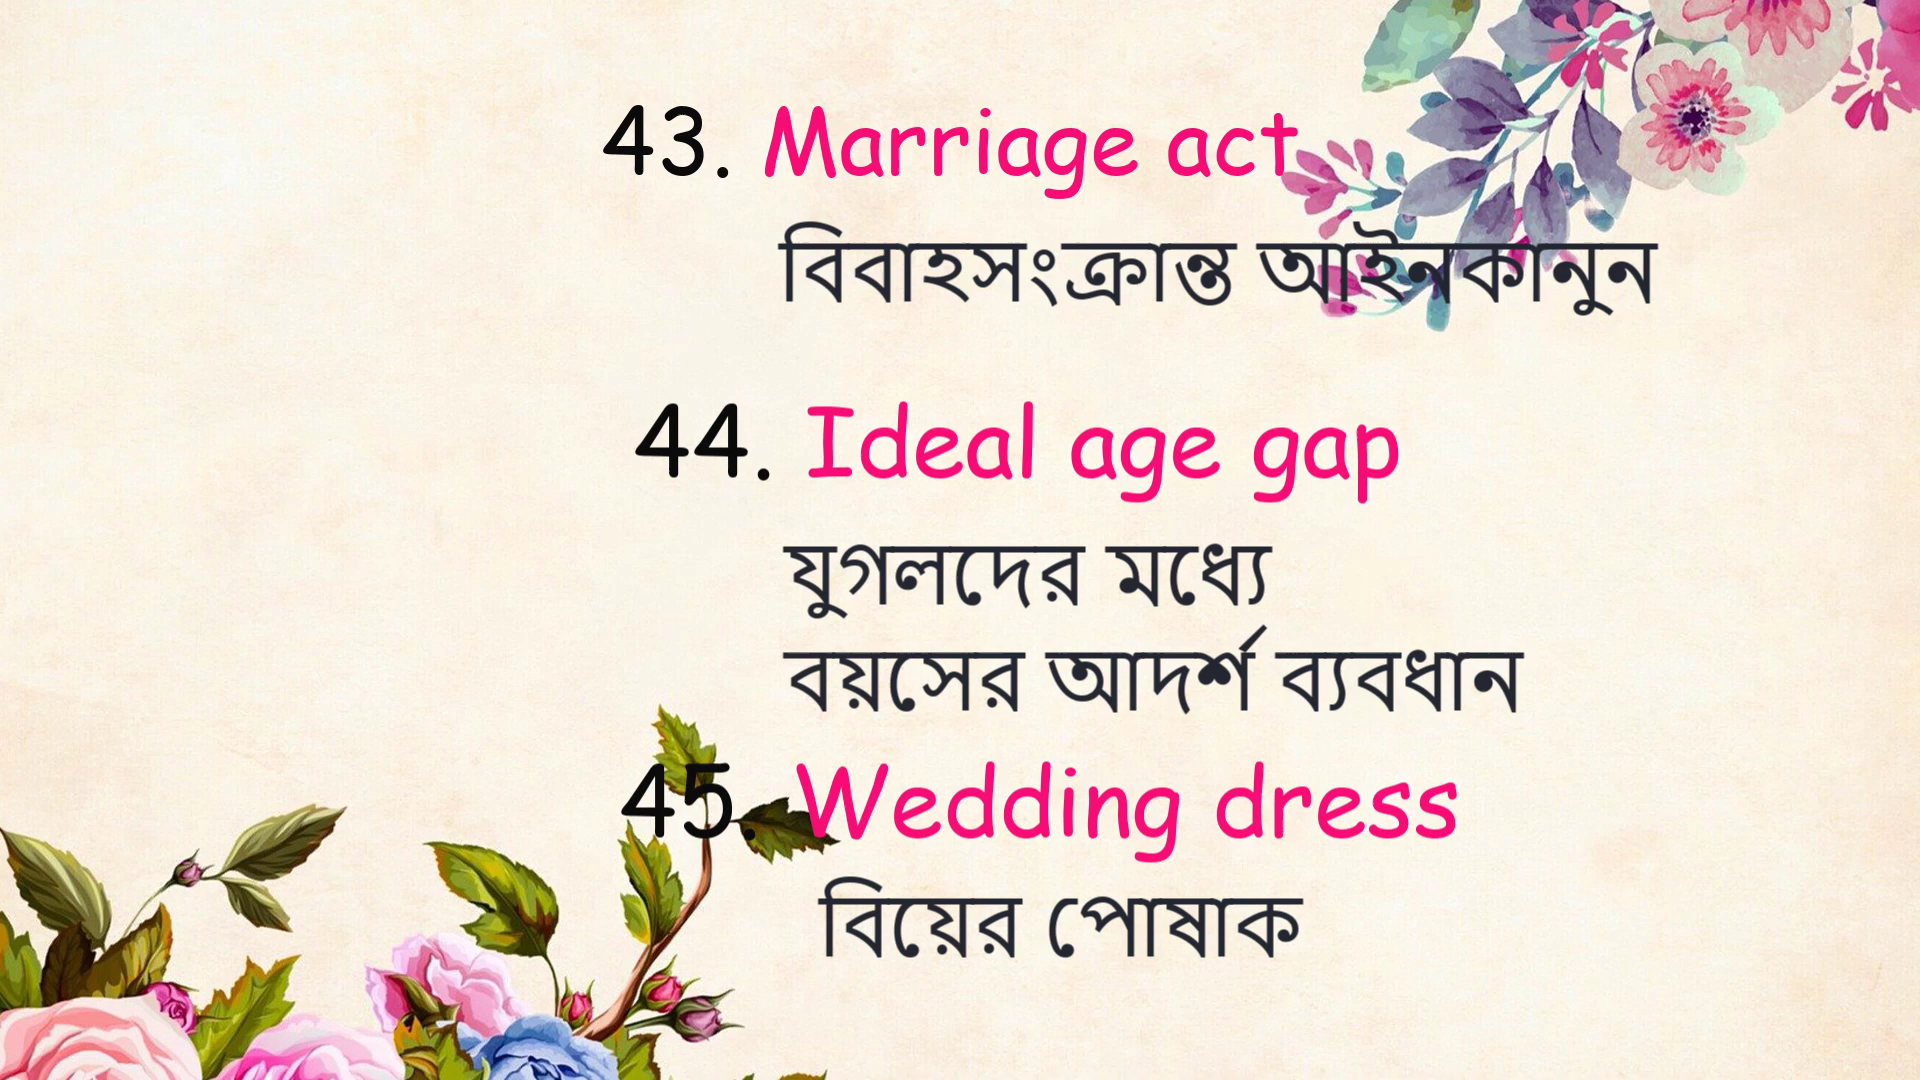 43. Marriage act
বিবাহসংক্রান্ত আইনকানুন
44. Ideal age gap
যুগলদের মধ্যে
বয়সের আদর্শ ব্যবধান
45. Wedding dress
বিয়ের পোষাক